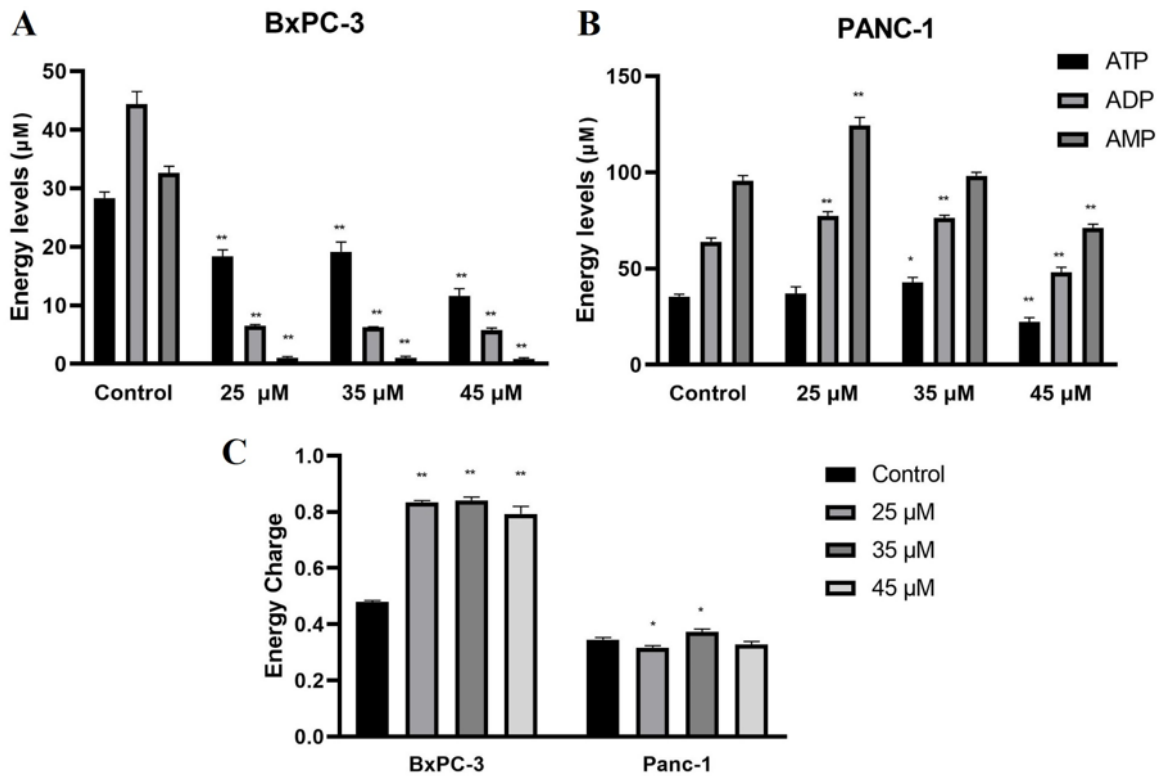 A
BxPC-3
Energy levels (µM)
50
40
30
20
10
0
** ** **
** ** **
** ** **
Control 25 µM 35 µM 45 µM
B
PANC-1
Energy levels (µM)
150
100
50
0
** **
* **
** ** **
Control 25 µM 35 µM 45 µM
ATP
ADP
AMP
C
Energy Charge
1.0
0.8
0.6
0.4
0.2
0.0
** ** **
* *
BxPC-3 Panc-1
Control
25 µM
35 µM
45 µM